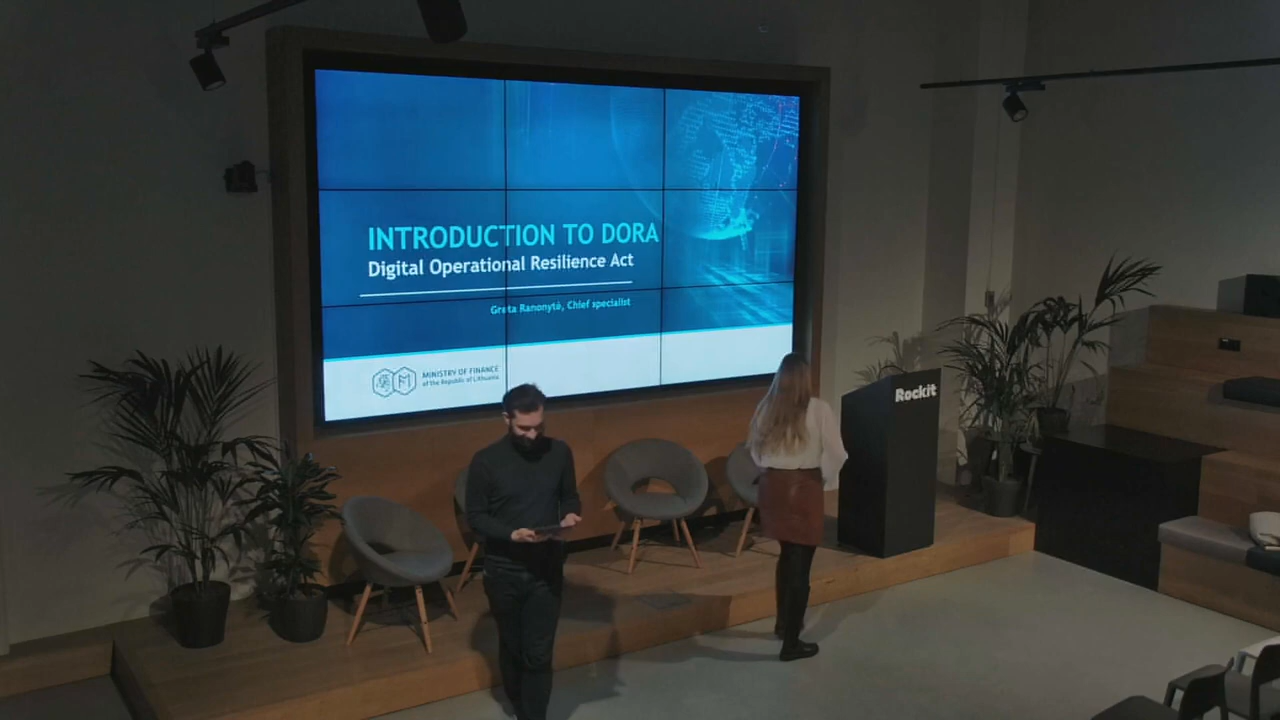 INTRODUCTION TO DORA
Digital Operational Resilience Act
Greta Ranonytė, Chief specialist
MINISTRY OF FINANCE
of the Republic of Lithuania
Rockit